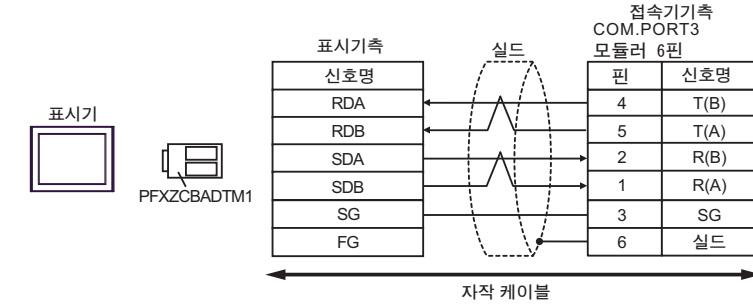 접속기기측
COM.PORT3
모듈러 6핀
표시기측
실드
신호명
핀
신호명
RDA
4
T(B)
RDB
5
T(A)
SDA
2
R(B)
SDB
1
R(A)
SG
3
SG
FG
6
실드
표시기
PFXZCBADTM1
자작 케이블